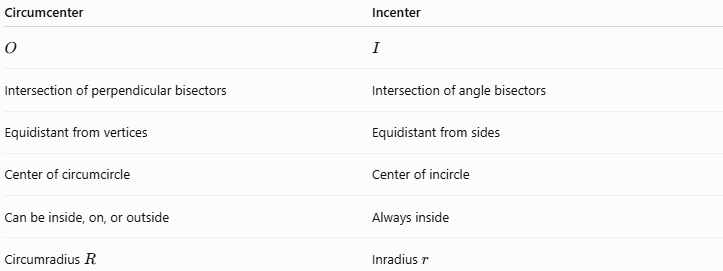 Circumcenter Incenter
O I
Intersection of perpendicular bisectors Intersection of angle bisectors
Equidistant from vertices Equidistant from sides
Center of circumcircle Center of incircle
Can be inside, on, or outside Always inside
Circumradius R Inradius r